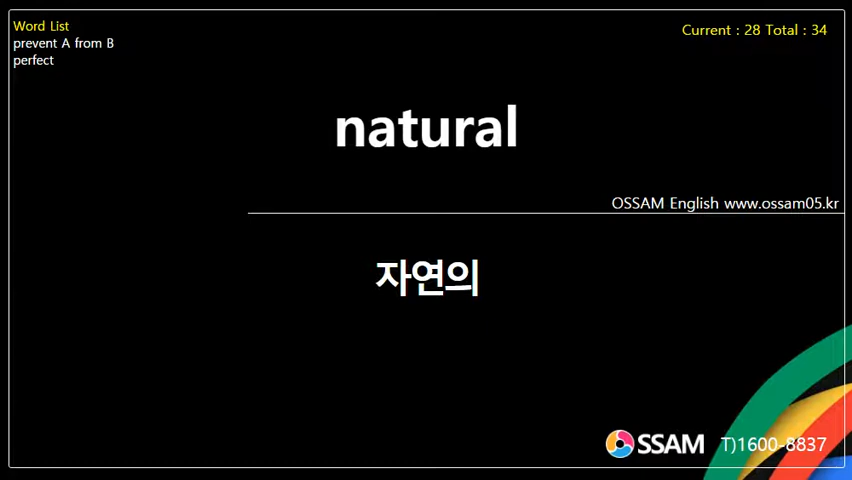 Word List
prevent A from B
perfect
Current : 28 Total : 34
natural
OSSAM English www.ossam05.kr
자연의
OSSAM T)1600-8837